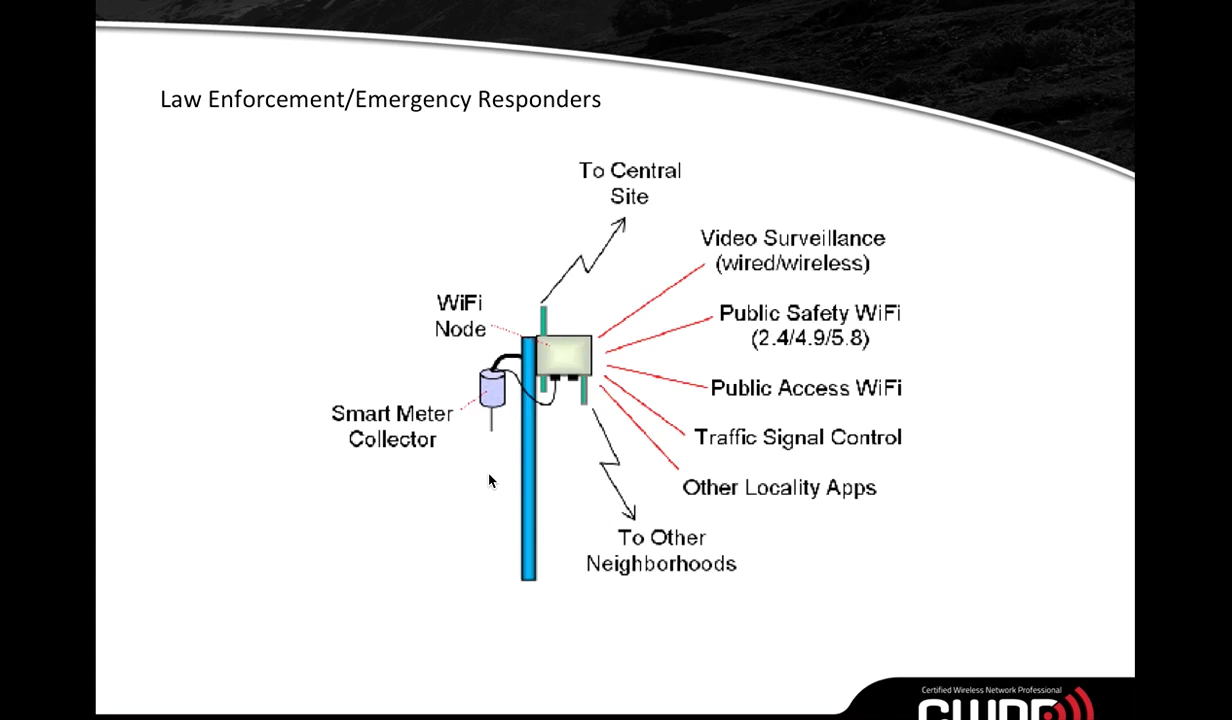 Law Enforcement/Emergency Responders
To Central
Site
Video Surveillance
(wired/wireless)
WiFi
Node
Public Safety WiFi
(2.4/4.9/5.8)
Public Access WiFi
Smart Meter
Collector
Traffic Signal Control
Other Locality Apps
To Other
Neighborhoods
Certified Wireless Network Professional